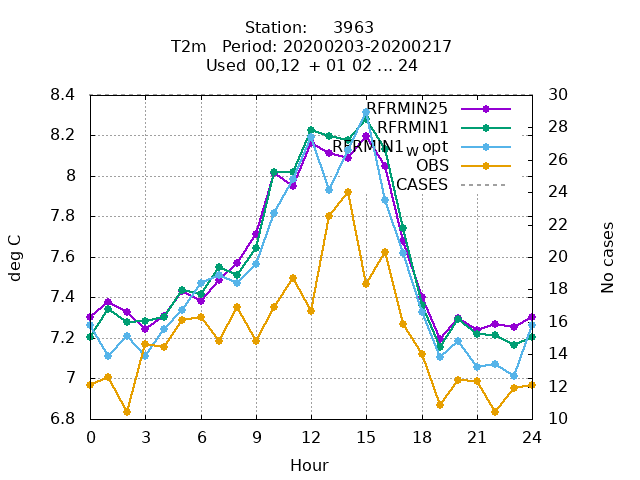 Station:     3963
T2m   Period: 20200203-20200217
Used  00,12  + 01 02 ... 24
8.4
8.2
8
7.8
7.6
7.4
7.2
7
6.8
deg C
30
28
26
24
22
20
18
16
14
12
10
No cases
RFRMIN25
RFRMIN1
RFRMIN1_W opt
OBS
CASES
0 3 6 9 12 15 18 21 24
Hour